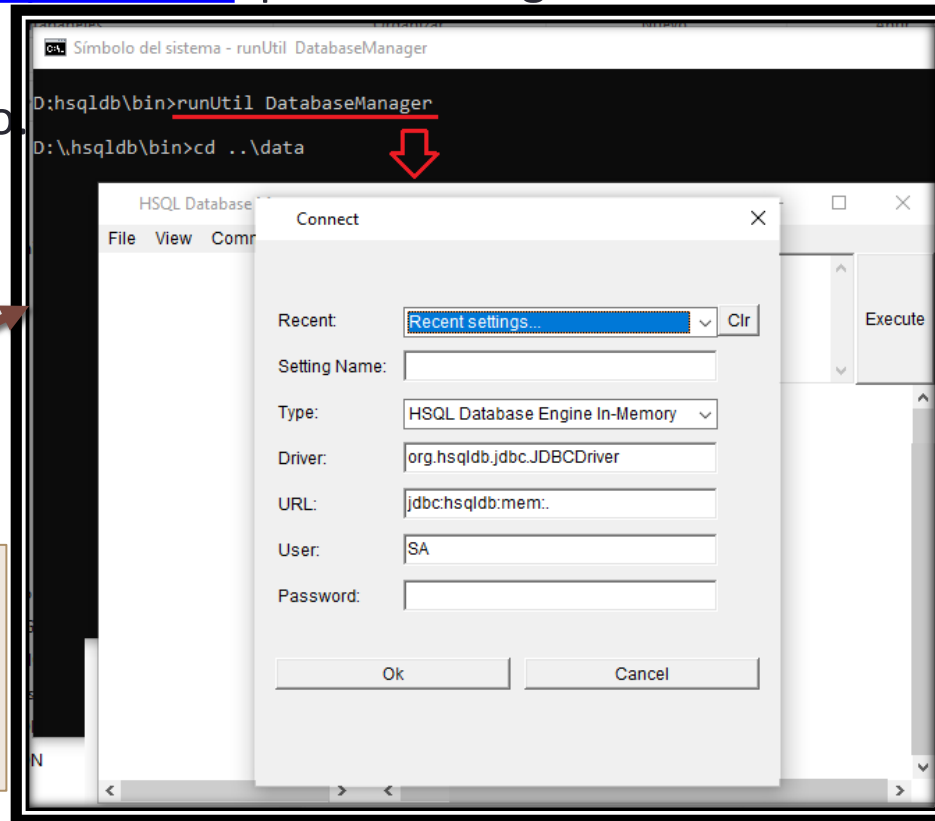 Símbolo del sistema - runUtil DatabaseManager
D:hsqldb\bin>runUtil DatabaseManager
D:\hsqldb\bin>cd ..\data
HSQL Database
Connect
File View Comm
Recent: Recent settings... Clr
Execute
Setting Name:
Type: HSQL Database Engine In-Memory
Driver: org.hsqldb.jdbc.JDBCDriver
URL: jdbc:hsqldb:mem:.
User: SA
Password:
Ok Cancel
N